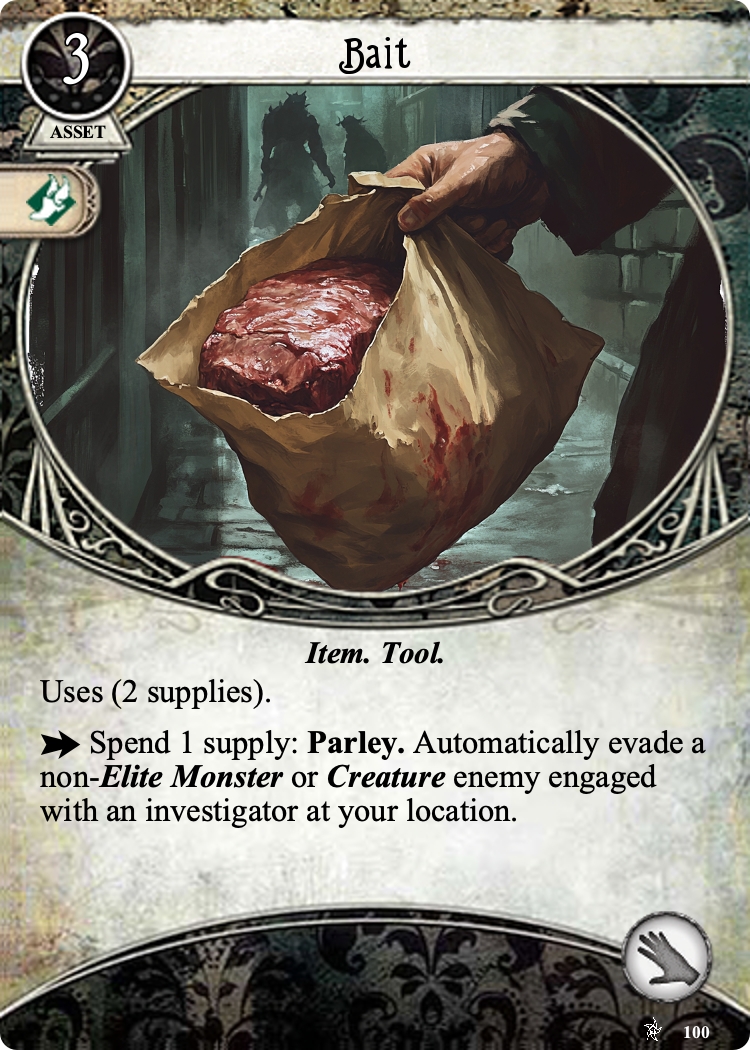 3
Bait
ASSET
Item. Tool.
Uses (2 supplies).
Spend 1 supply: Parley. Automatically evade a
non-Elite Monster or Creature enemy engaged
with an investigator at your location.
100